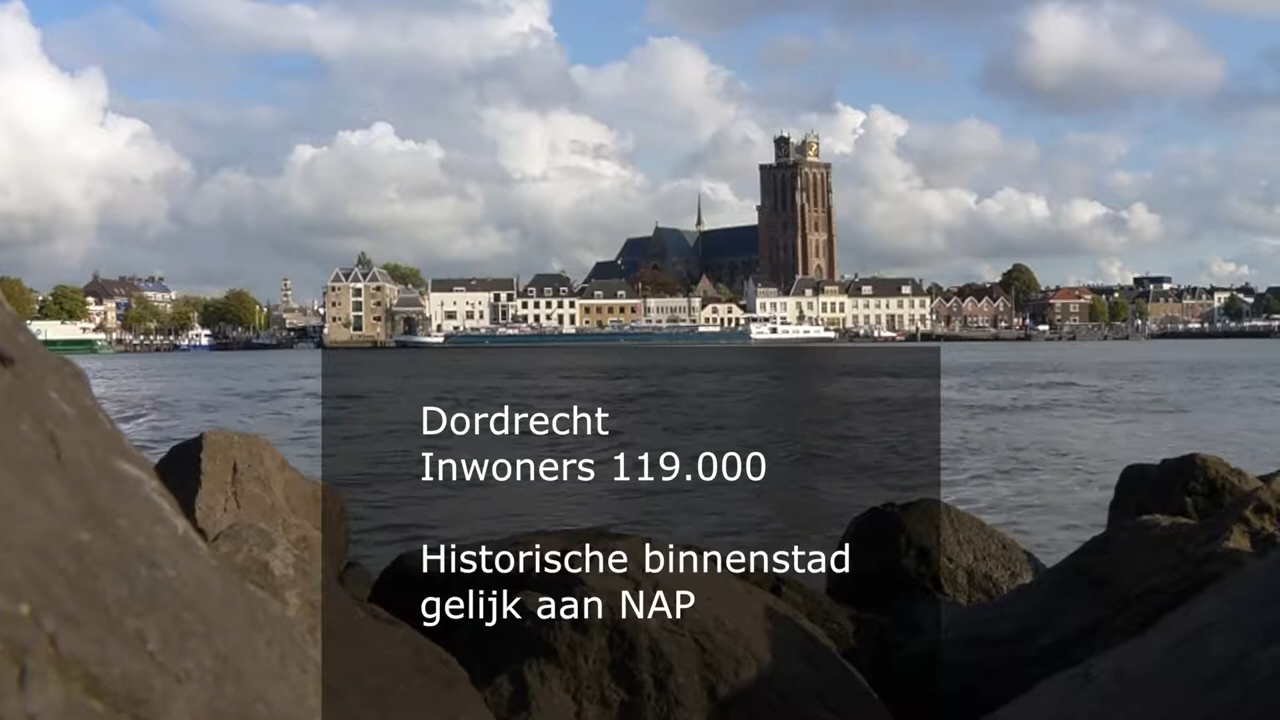 Dordrecht
Inwoners 119.000
Historische binnenstad
gelijk aan NAP